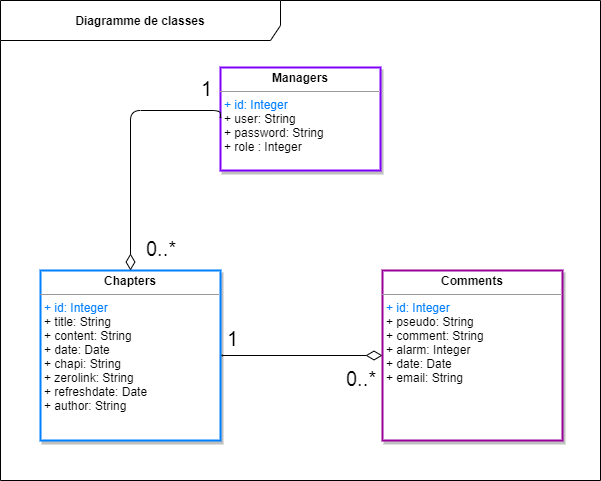 Diagramme de classes
Managers
+ id: Integer
+ user: String
+ password: String
+ role : Integer
1
0..*
Chapters
+ id: Integer
+ title: String
+ content: String
+ date: Date
+ chapi: String
+ zerolink: String
+ refreshdate: Date
+ author: String
1
0..*
Comments
+ id: Integer
+ pseudo: String
+ comment: String
+ alarm: Integer
+ date: Date
+ email: String